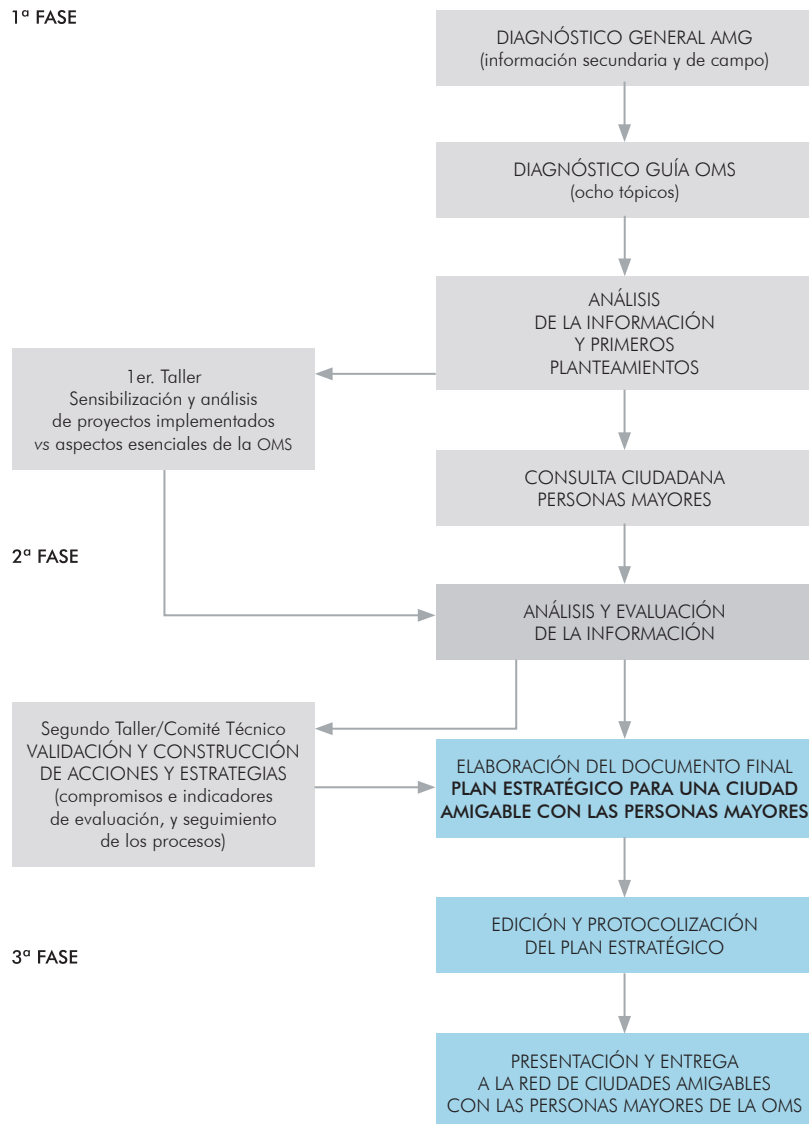 1ª FASE
DIAGNÓSTICO GENERAL AMG
(información secundaria y de campo)
DIAGNÓSTICO GUÍA OMS
(ocho tópicos)
ANÁLISIS
DE LA INFORMACIÓN
Y PRIMEROS
PLANTEAMIENTOS
1er. Taller
Sensibilización y análisis
de proyectos implementados
vs aspectos esenciales de la OMS
CONSULTA CIUDADANA
PERSONAS MAYORES
2ª FASE
ANÁLISIS Y EVALUACIÓN
DE LA INFORMACIÓN
Segundo Taller/Comité Técnico
VALIDACIÓN Y CONSTRUCCIÓN
DE ACCIONES Y ESTRATEGIAS
(compromisos e indicadores
de evaluación, y seguimiento
de los procesos)
ELABORACIÓN DEL DOCUMENTO FINAL
PLAN ESTRATÉGICO PARA UNA CIUDAD
AMIGABLE CON LAS PERSONAS MAYORES
EDICIÓN Y PROTOCOLIZACIÓN
DEL PLAN ESTRATÉGICO
3ª FASE
PRESENTACIÓN Y ENTREGA
A LA RED DE CIUDADES AMIGABLES
CON LAS PERSONAS MAYORES DE LA OMS